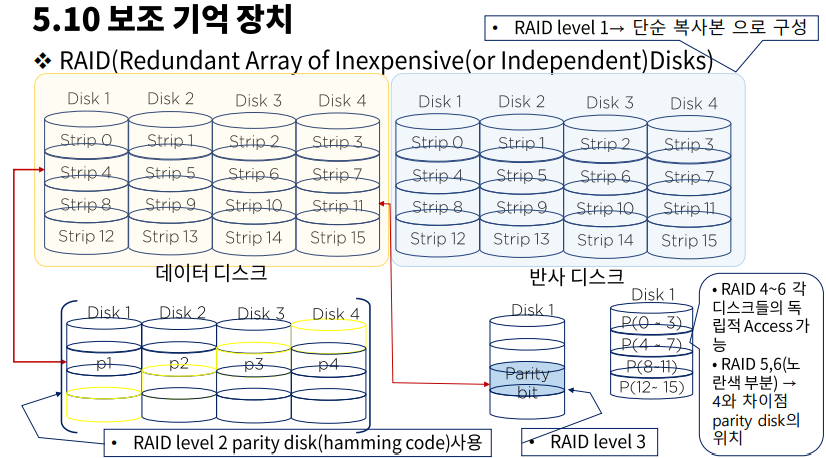 5.10 보조 기억 장치
• RAID level 1→ 단순 복사본 으로 구성
❖ RAID(Redundant Array of Inexpensive(or Independent)Disks)
Disk 1 Disk 2 Disk 3 Disk 4
Strip 0 Strip 1 Strip 2 Strip 3
Strip 4 Strip 5 Strip 6 Strip 7
Strip 8 Strip 9 Strip 10 Strip 11
Strip 12 Strip 13 Strip 14 Strip 15
데이터 디스크
Disk 1 Disk 2 Disk 3 Disk 4
Strip 0 Strip 1 Strip 2 Strip 3
Strip 4 Strip 5 Strip 6 Strip 7
Strip 8 Strip 9 Strip 10 Strip 11
Strip 12 Strip 13 Strip 14 Strip 15
반사 디스크
Disk 1 Disk 2 Disk 3 Disk 4
p1 p2 p3 p4
• RAID level 2 parity disk(hamming code)사용
Disk 1
Parity
bit
• RAID level 3
Disk 1
P(0 ~ 3)
P(4 ~ 7)
P(8-11)
P(12~ 15)
• RAID 4~6 각
디스크들의 독
립적 Access 가
능
• RAID 5,6(노
란색 부분) →
4와 차이점
parity disk의
위치